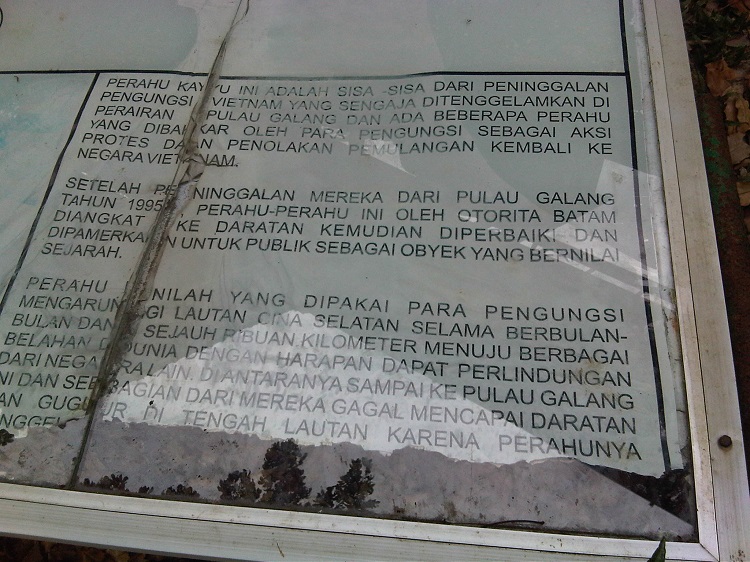 PERAHU KAYU INI ADALAH SISA -SISA DARI PENINGGALAN
PENGUNGSI VIETNAM YANG SENGAJA DITENGGELAMKAN DI
PERAIRAN PULAU GALANG DAN ADA BEBERAPA PERAHU
YANG DIBAKAR OLEH PARA PENGUNGSI SEBAGAI AKSI
PROTES DAN PENOLAKAN PEMULANGAN KEMBALI KE
NEGARA VIETNAM.
SETELAH PENINGGALAN MEREKA DARI PULAU GALANG
TAHUN 1995 PERAHU-PERAHU INI OLEH OTORITA BATAM
DIANGKAT KE DARATAN KEMUDIAN DIPERBAIKI DAN
DIPAMERKAN UNTUK PUBLIK SEBAGAI OBYEK YANG BERNILAI
SEJARAH.
PERAHU INILAH YANG DIPAKAI PARA PENGUNGSI
MENGARUNGI LAUTAN CINA SELATAN SELAMA BERBULAN-
BULAN DAN SEJAUH RIBUAN KILOMETER MENUJU BERBAGAI
BELAHAN DUNIA DENGAN HARAPAN DAPAT PERLINDUNGAN
DARI NEGARA LAIN, DI ANTARANYA SAMPAI KE PULAU GALANG
NI DAN SEBAGIAN DARI MEREKA GAGAL MENCAPAI DARATAN
AN GUGUR DI TENGAH LAUTAN KARENA PERAHUNYA